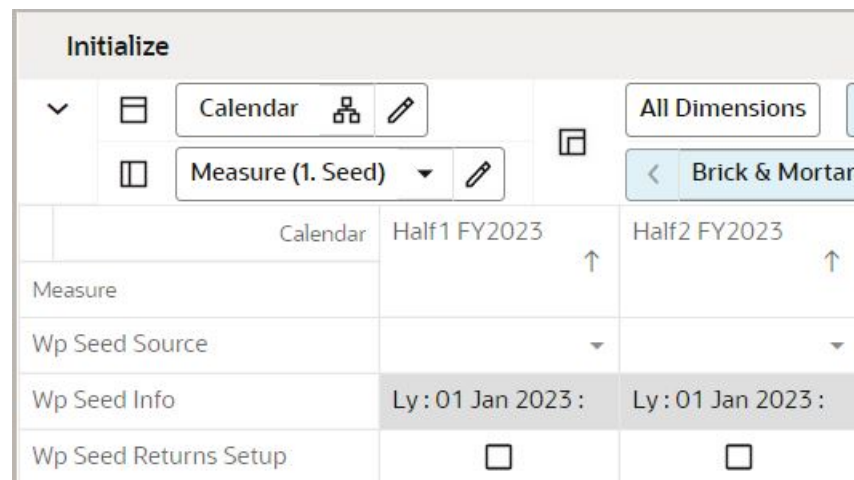 Initialize
Calendar
All Dimensions
Measure (1. Seed)
Brick & Mortar
Calendar Half1 FY2023 Half2 FY2023
Measure
Wp Seed Source
Wp Seed Info Ly : 01 Jan 2023 : Ly : 01 Jan 2023 :
Wp Seed Returns Setup